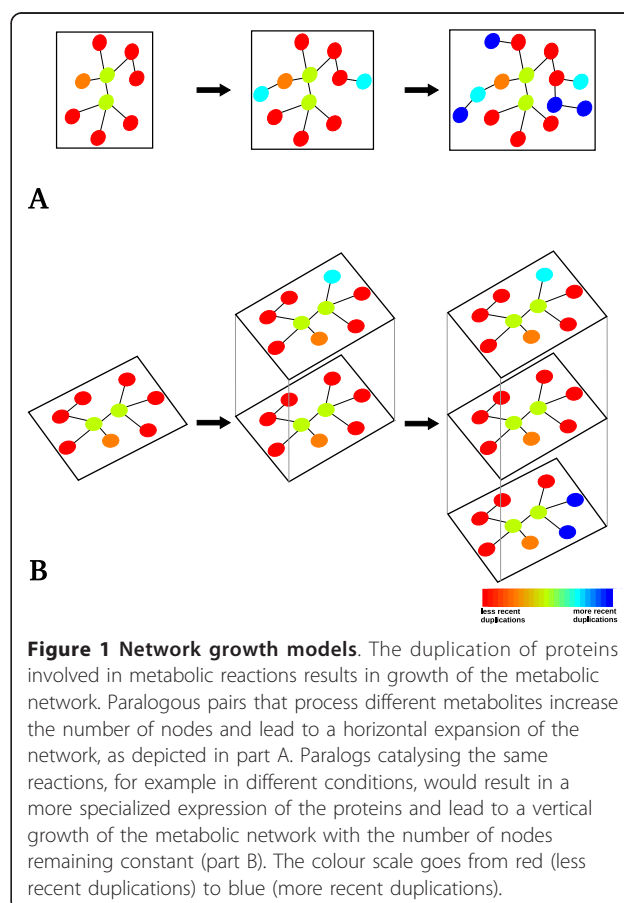 A
B
less recent
duplications
more recent
duplications
Figure 1 Network growth models. The duplication of proteins
involved in metabolic reactions results in growth of the metabolic
network. Paralogous pairs that process different metabolites increase
the number of nodes and lead to a horizontal expansion of the
network, as depicted in part A. Paralogs catalysing the same
reactions, for example in different conditions, would result in a
more specialized expression of the proteins and lead to a vertical
growth of the metabolic network with the number of nodes
remaining constant (part B). The colour scale goes from red (less
recent duplications) to blue (more recent duplications).